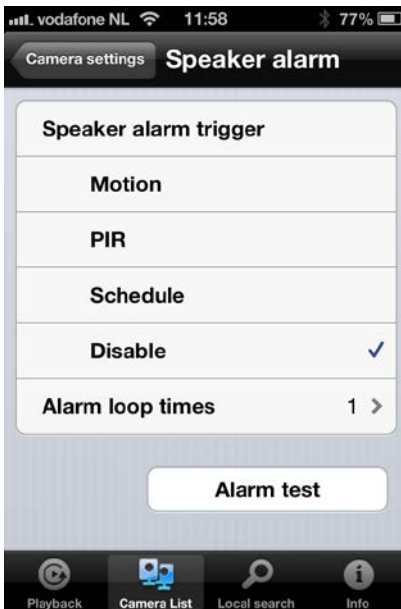 vodafone NL 11:58 77%
Camera settings Speaker alarm
Speaker alarm trigger
Motion
PIR
Schedule
Disable
Alarm loop times 1
Alarm test
Playback Camera List Local search Info